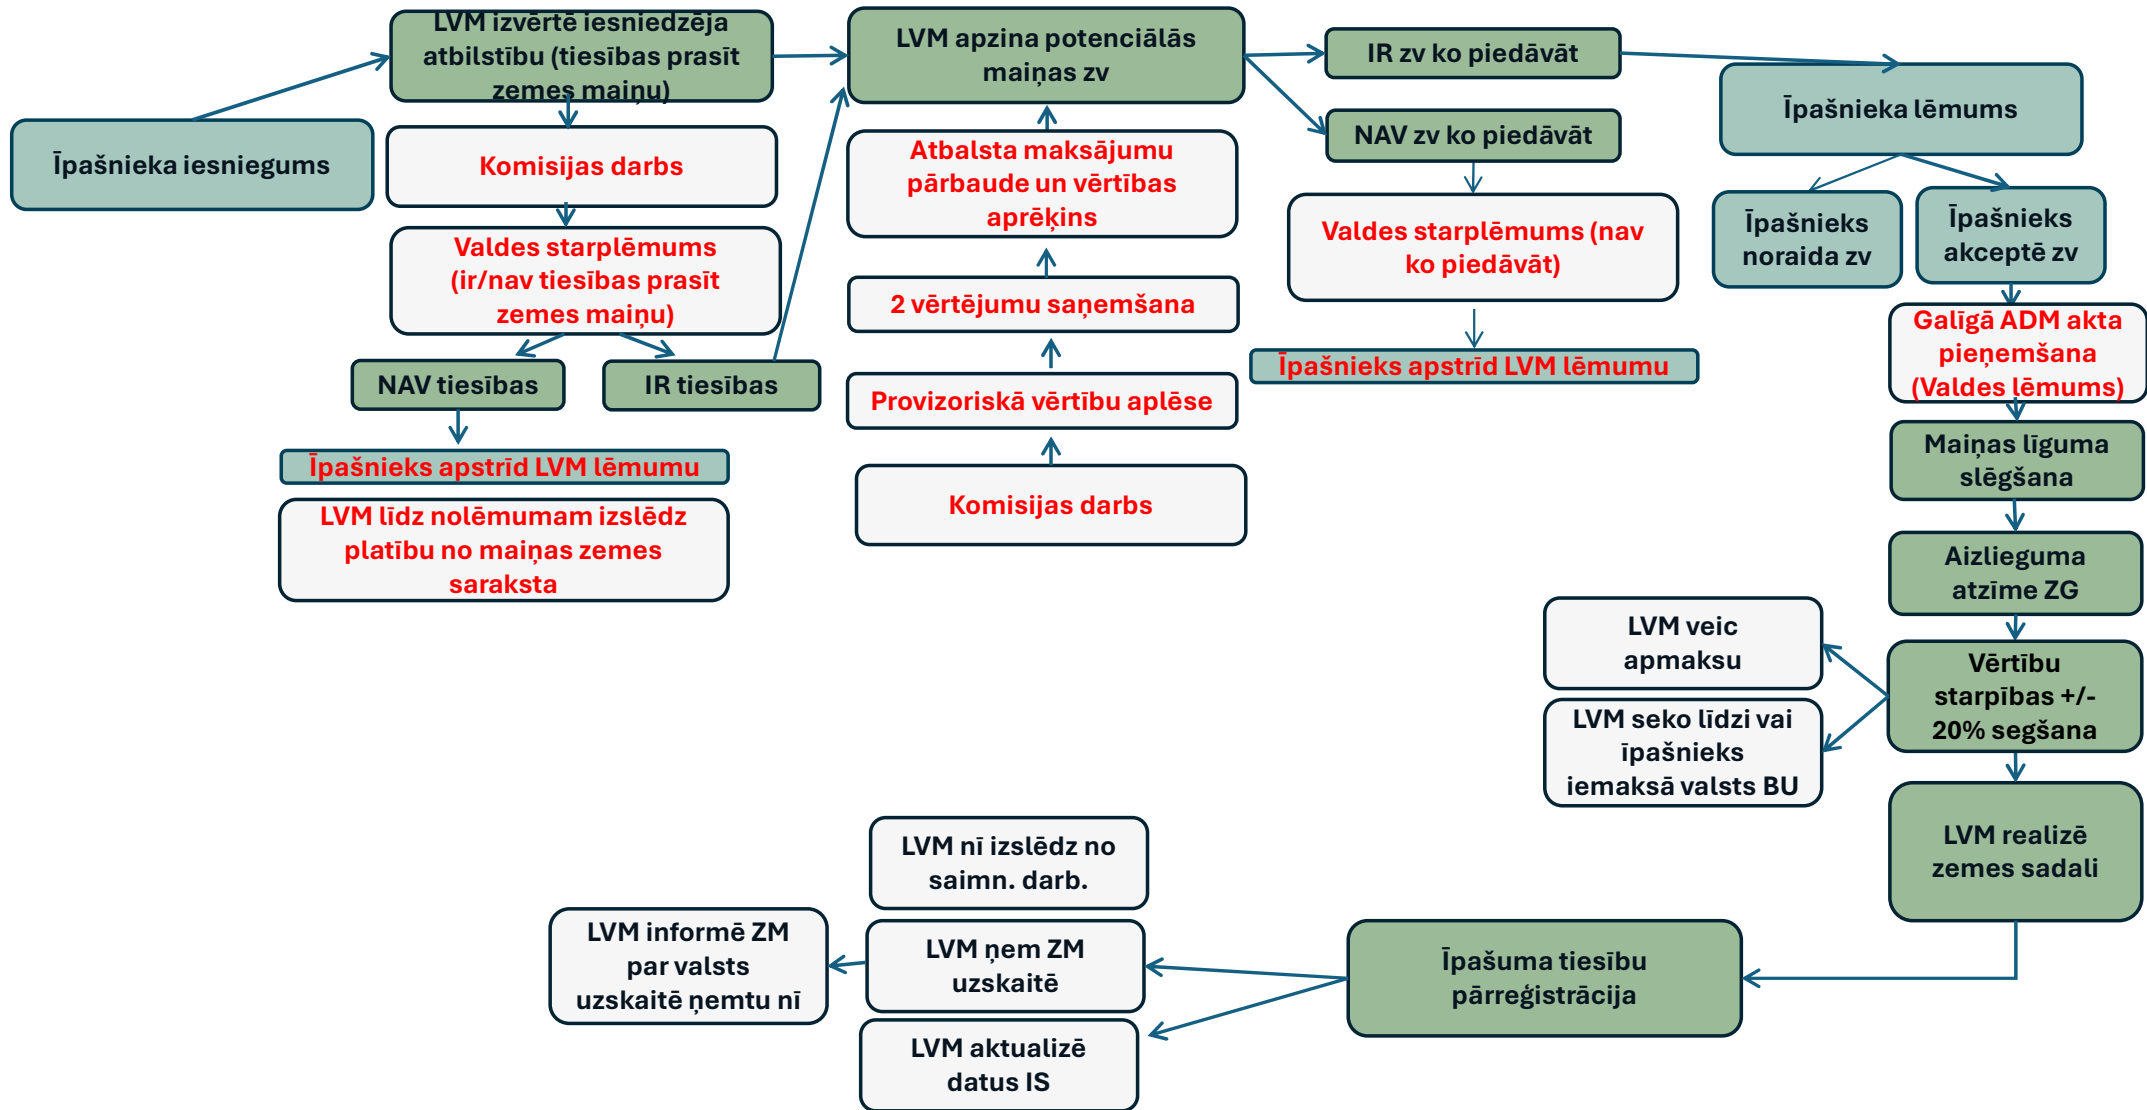 LVM izvērtē iesniedzēja
atbilstību (tiesības prasīt
zemes maiņu)
Īpašnieka iesniegums
Komisijas darbs
Valdes starplēmums
(ir/nav tiesības prasīt
zemes maiņu)
NAV tiesības
IR tiesības
Īpašnieks apstrīd LVM lēmumu
LVM līdz nolēmumam izslēdz
platību no maiņas zemes
saraksta
LVM apzina potenciālās
maiņas zv
Atbalsta maksājumu
pārbaude un vērtības
aprēķins
2 vērtējumu saņemšana
Provizoriskā vērtību aplēse
Komisijas darbs
IR zv ko piedāvāt
NAV zv ko piedāvāt
Valdes starplēmums (nav
ko piedāvāt)
Īpašnieks apstrīd LVM lēmumu
Īpašnieka lēmums
Īpašnieks
noraida zv
Īpašnieks
akceptē zv
Galīgā ADM akta
pieņemšana
(Valdes lēmums)
Maiņas līguma
slēgšana
Aizlieguma
atzīme ZG
Vērtību
starpības +/-
20% segšana
LVM veic
apmaksu
LVM seko līdzi vai
īpašnieks
iemaksā valsts BU
LVM realizē
zemes sadali
Īpašuma tiesību
pārreģistrācija
LVM nī izslēdz no
saimn. darb.
LVM ņem ZM
uzskaitē
LVM informē ZM
par valsts
uzskaitē ņemtu nī
LVM aktualizē
datus IS